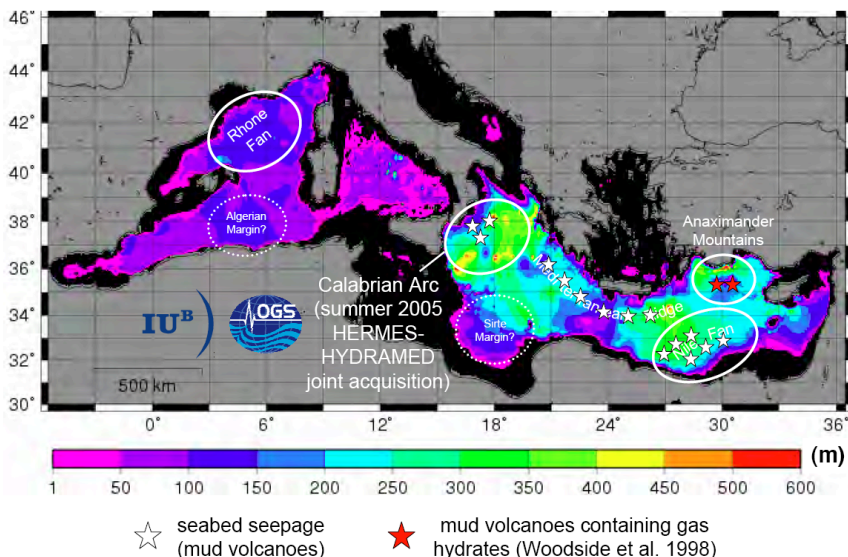 46°
44°
42°
40°
38°
36°
34°
32°
30°
0°
6°
12°
18°
24°
30°
36°
Rhone
Fan
Algerian
Margin?
Calabrian Arc
(summer 2005
HERMES-
HYDRAMED
joint acquisition)
Sirte
Margin?
Mediterranean Ridge
Anaximander
Mountains
Nile Fan
IUᴮ
OGS
500 km
1
50
100
150
200
250
300
350
400
450
500
600
(m)
seabed seepage
(mud volcanoes)
mud volcanoes containing gas
hydrates (Woodside et al. 1998)